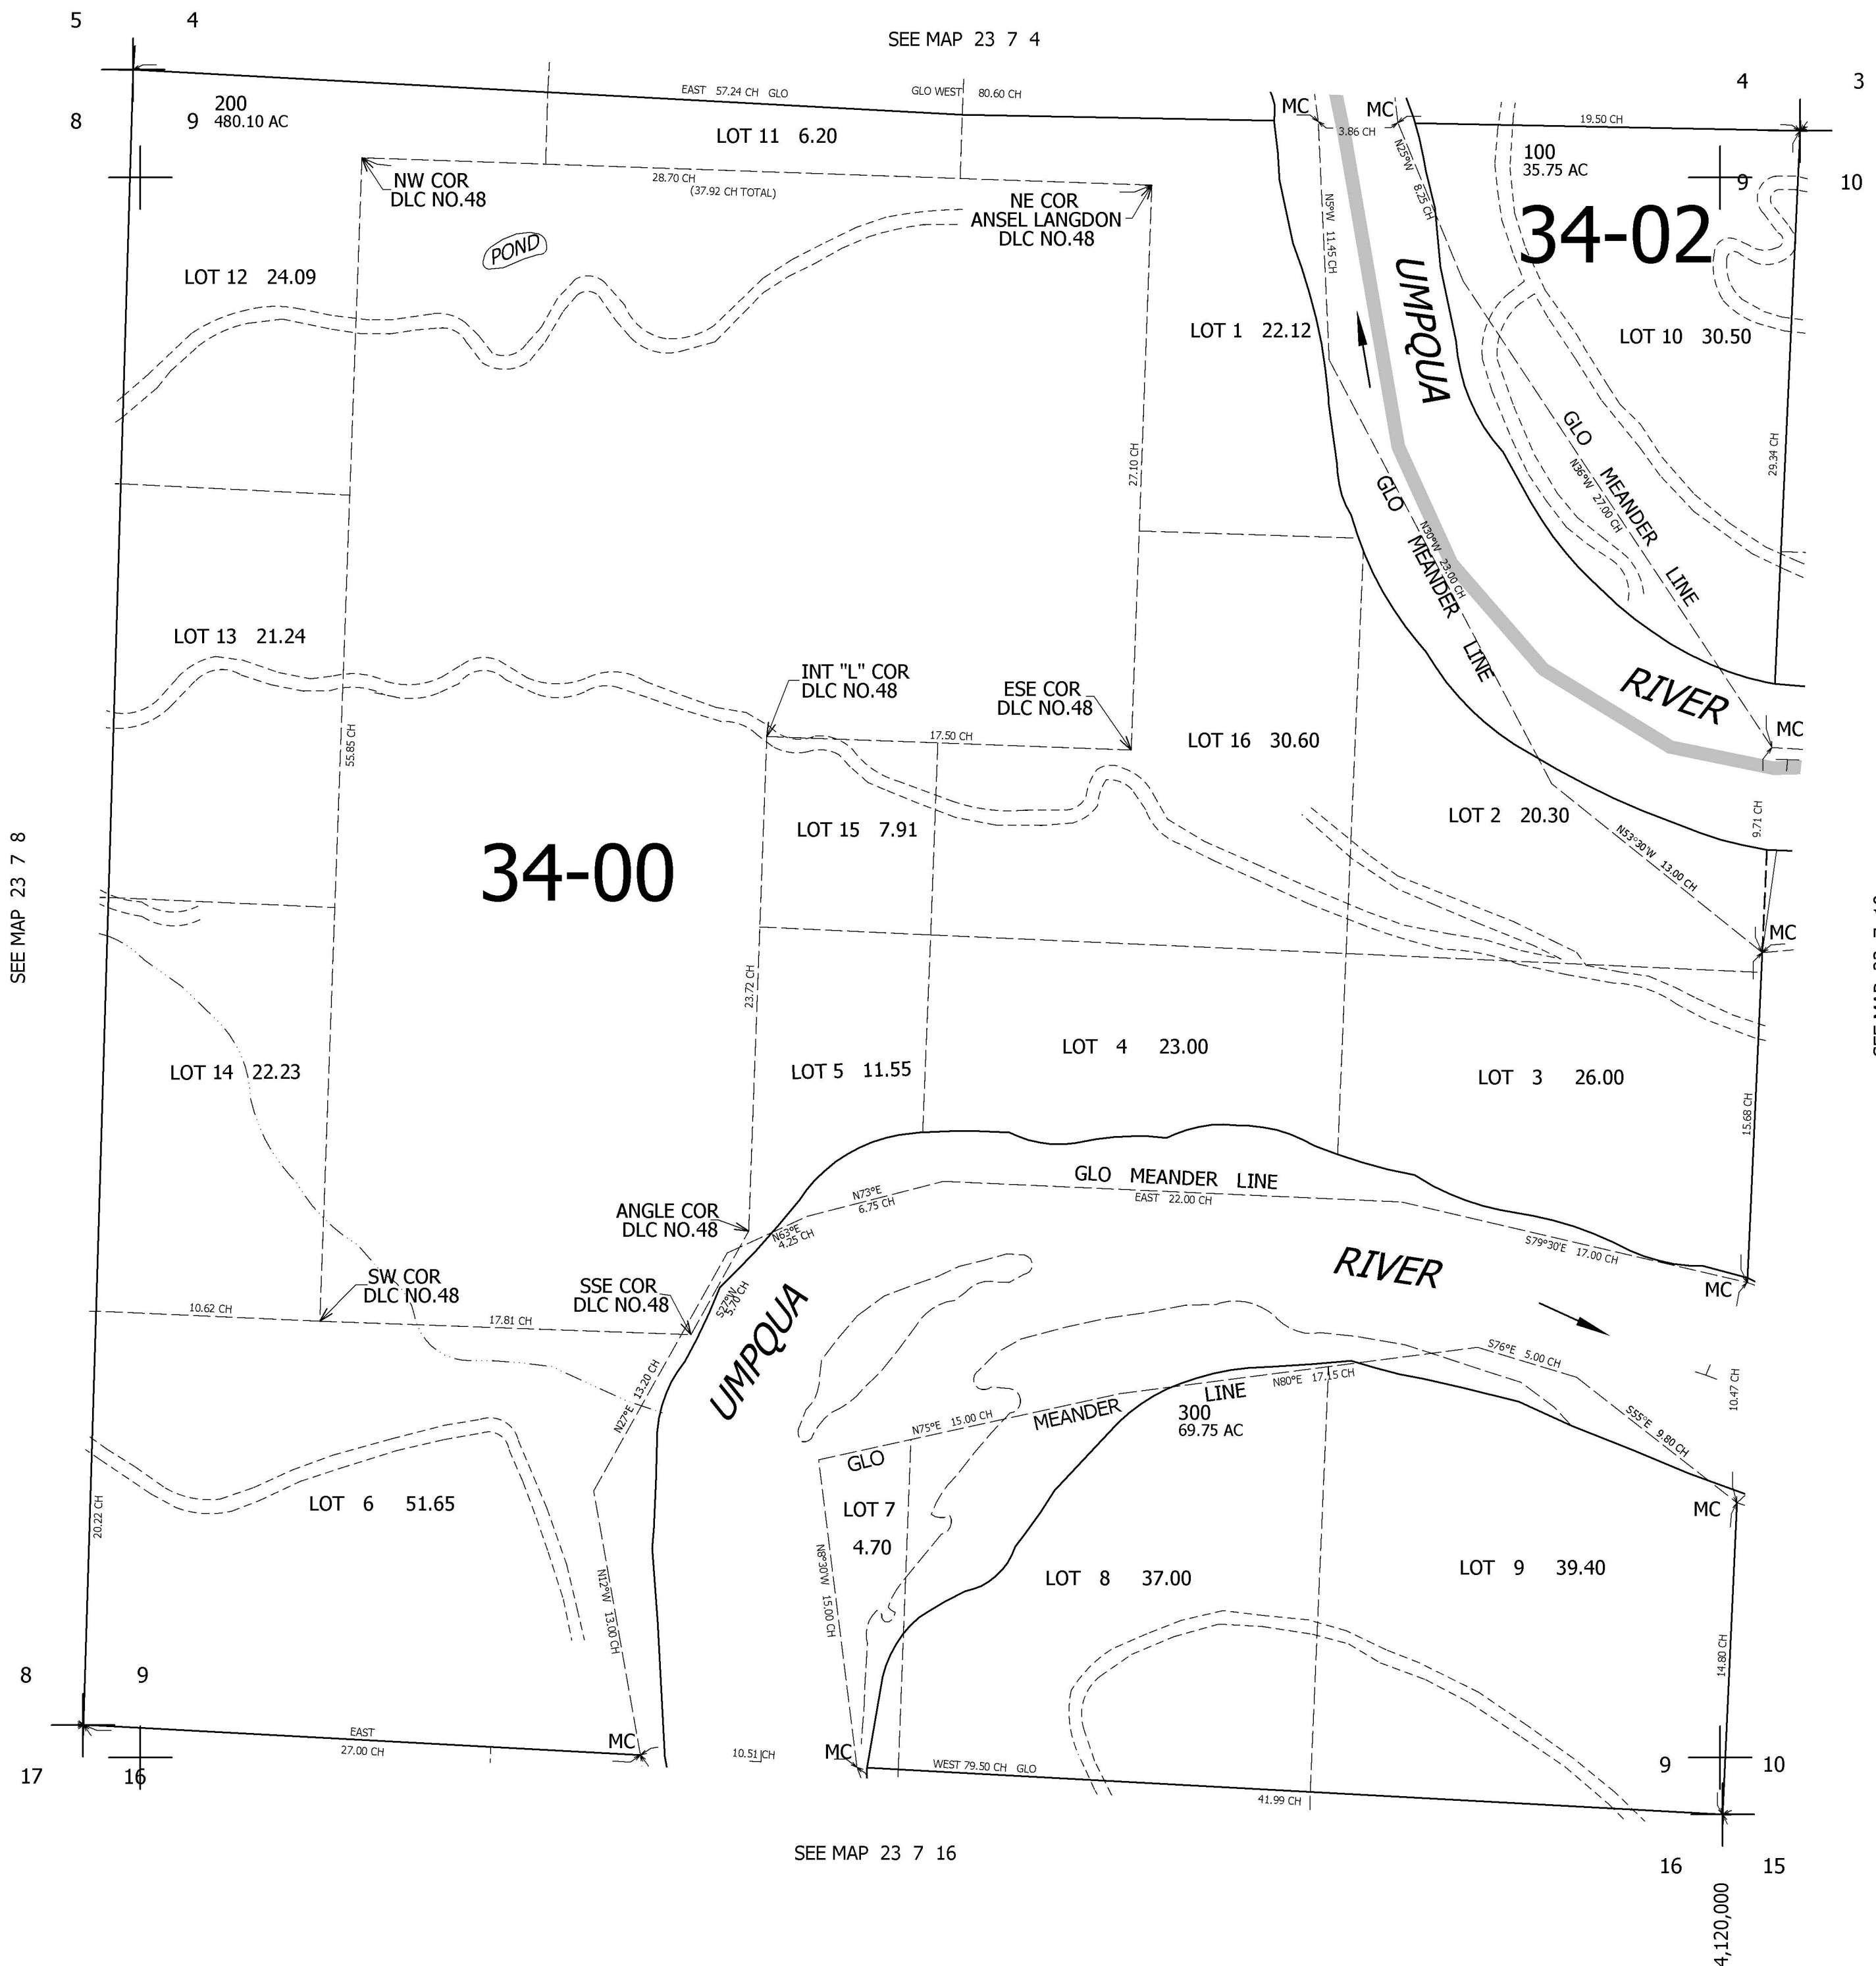 5 4
SEE MAP 23 7 4
4 3
8 9
200
480.10 AC
EAST 57.24 CH GLO
GLO WEST 80.60 CH
LOT 11 6.20
MC
MC
3.86 CH
19.50 CH
100
35.75 AC
9 10
34-02
NW COR
DLC NO.48
28.70 CH
(37.92 CH TOTAL)
NE COR
ANSEL LANGDON
DLC NO.48
N5°W 11.45 CH
N25°W 8.25 CH
POND
LOT 12 24.09
LOT 1 22.12
UMPQUA
RIVER
LOT 10 30.50
GLO MEANDER LINE
N36°W 27.00 CH
29.34 CH
27.10 CH
GLO MEANDER LINE
N30°W 23.00 CH
LOT 13 21.24
55.85 CH
INT "L" COR
DLC NO.48
ESE COR
DLC NO.48
17.50 CH
LOT 16 30.60
MC
SEE MAP 23 7 8
34-00
LOT 15 7.91
LOT 2 20.30
9.71 CH
N53°30'W 13.00 CH
MC
23.72 CH
LOT 14 22.23
LOT 5 11.55
LOT 4 23.00
LOT 3 26.00
15.68 CH
GLO MEANDER LINE
EAST 22.00 CH
N73°E
6.75 CH
ANGLE COR
DLC NO.48
N63°E
4.25 CH
S79°30'E 17.00 CH
SW COR
DLC NO.48
SSE COR
DLC NO.48
S27°W
5.70 CH
10.62 CH
17.81 CH
UMPQUA
RIVER
MC
N27°E 13.20 CH
S76°E 5.00 CH
10.47 CH
N80°E 17.15 CH
N75°E 15.00 CH
GLO MEANDER LINE
300
69.75 AC
S55°E 9.80 CH
MC
20.22 CH
LOT 6 51.65
LOT 7
4.70
N8°30'W 15.00 CH
N12°W 13.00 CH
LOT 8 37.00
LOT 9 39.40
14.80 CH
8 9
EAST
27.00 CH
MC
10.51 CH
MC
WEST 79.50 CH GLO
41.99 CH
9 10
17 16
SEE MAP 23 7 16
16 15
4,120,000